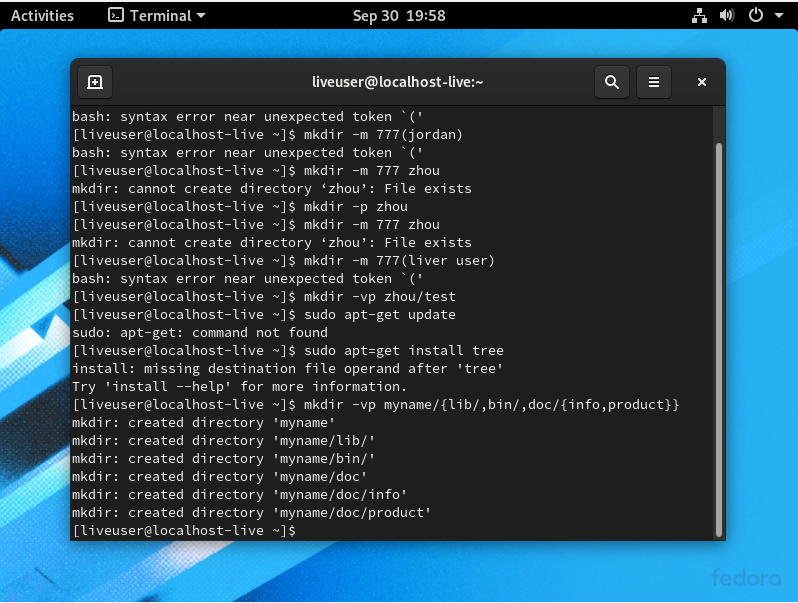 Activities Terminal Sep 30 19:58
liveuser@localhost-live:~
bash: syntax error near unexpected token `('
[liveuser@localhost-live ~]$ mkdir -m 777(jordan)
bash: syntax error near unexpected token `('
[liveuser@localhost-live ~]$ mkdir -m 777 zhou
mkdir: cannot create directory ‘zhou’: File exists
[liveuser@localhost-live ~]$ mkdir -p zhou
[liveuser@localhost-live ~]$ mkdir -m 777 zhou
mkdir: cannot create directory ‘zhou’: File exists
[liveuser@localhost-live ~]$ mkdir -m 777(liver user)
bash: syntax error near unexpected token `('
[liveuser@localhost-live ~]$ mkdir -vp zhou/test
[liveuser@localhost-live ~]$ sudo apt-get update
sudo: apt-get: command not found
[liveuser@localhost-live ~]$ sudo apt=get install tree
install: missing destination file operand after 'tree'
Try 'install --help' for more information.
[liveuser@localhost-live ~]$ mkdir -vp myname/{lib/,bin/,doc/{info,product}}
mkdir: created directory 'myname'
mkdir: created directory 'myname/lib/'
mkdir: created directory 'myname/bin/'
mkdir: created directory 'myname/doc'
mkdir: created directory 'myname/doc/info'
mkdir: created directory 'myname/doc/product'
[liveuser@localhost-live ~]$
fedora